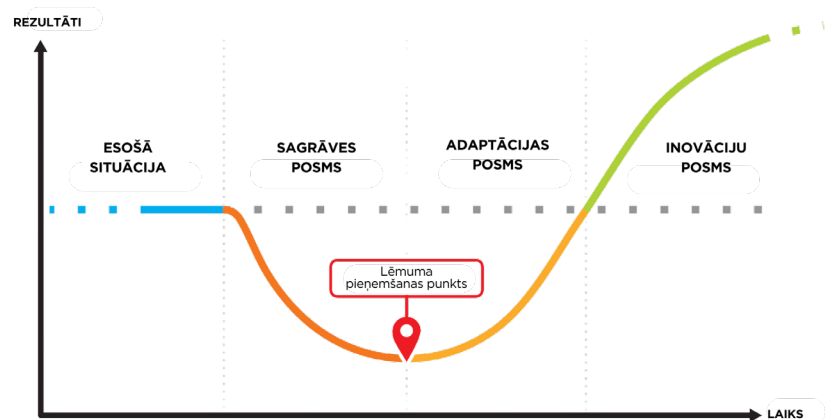 REZULTĀTI
ESOŠĀ
SITUĀCIJA
SAGRĀVES
POSMS
ADAPTĀCIJAS
POSMS
INOVĀCIJU
POSMS
Lēmuma
pieņemšanas punkts
LAIKS